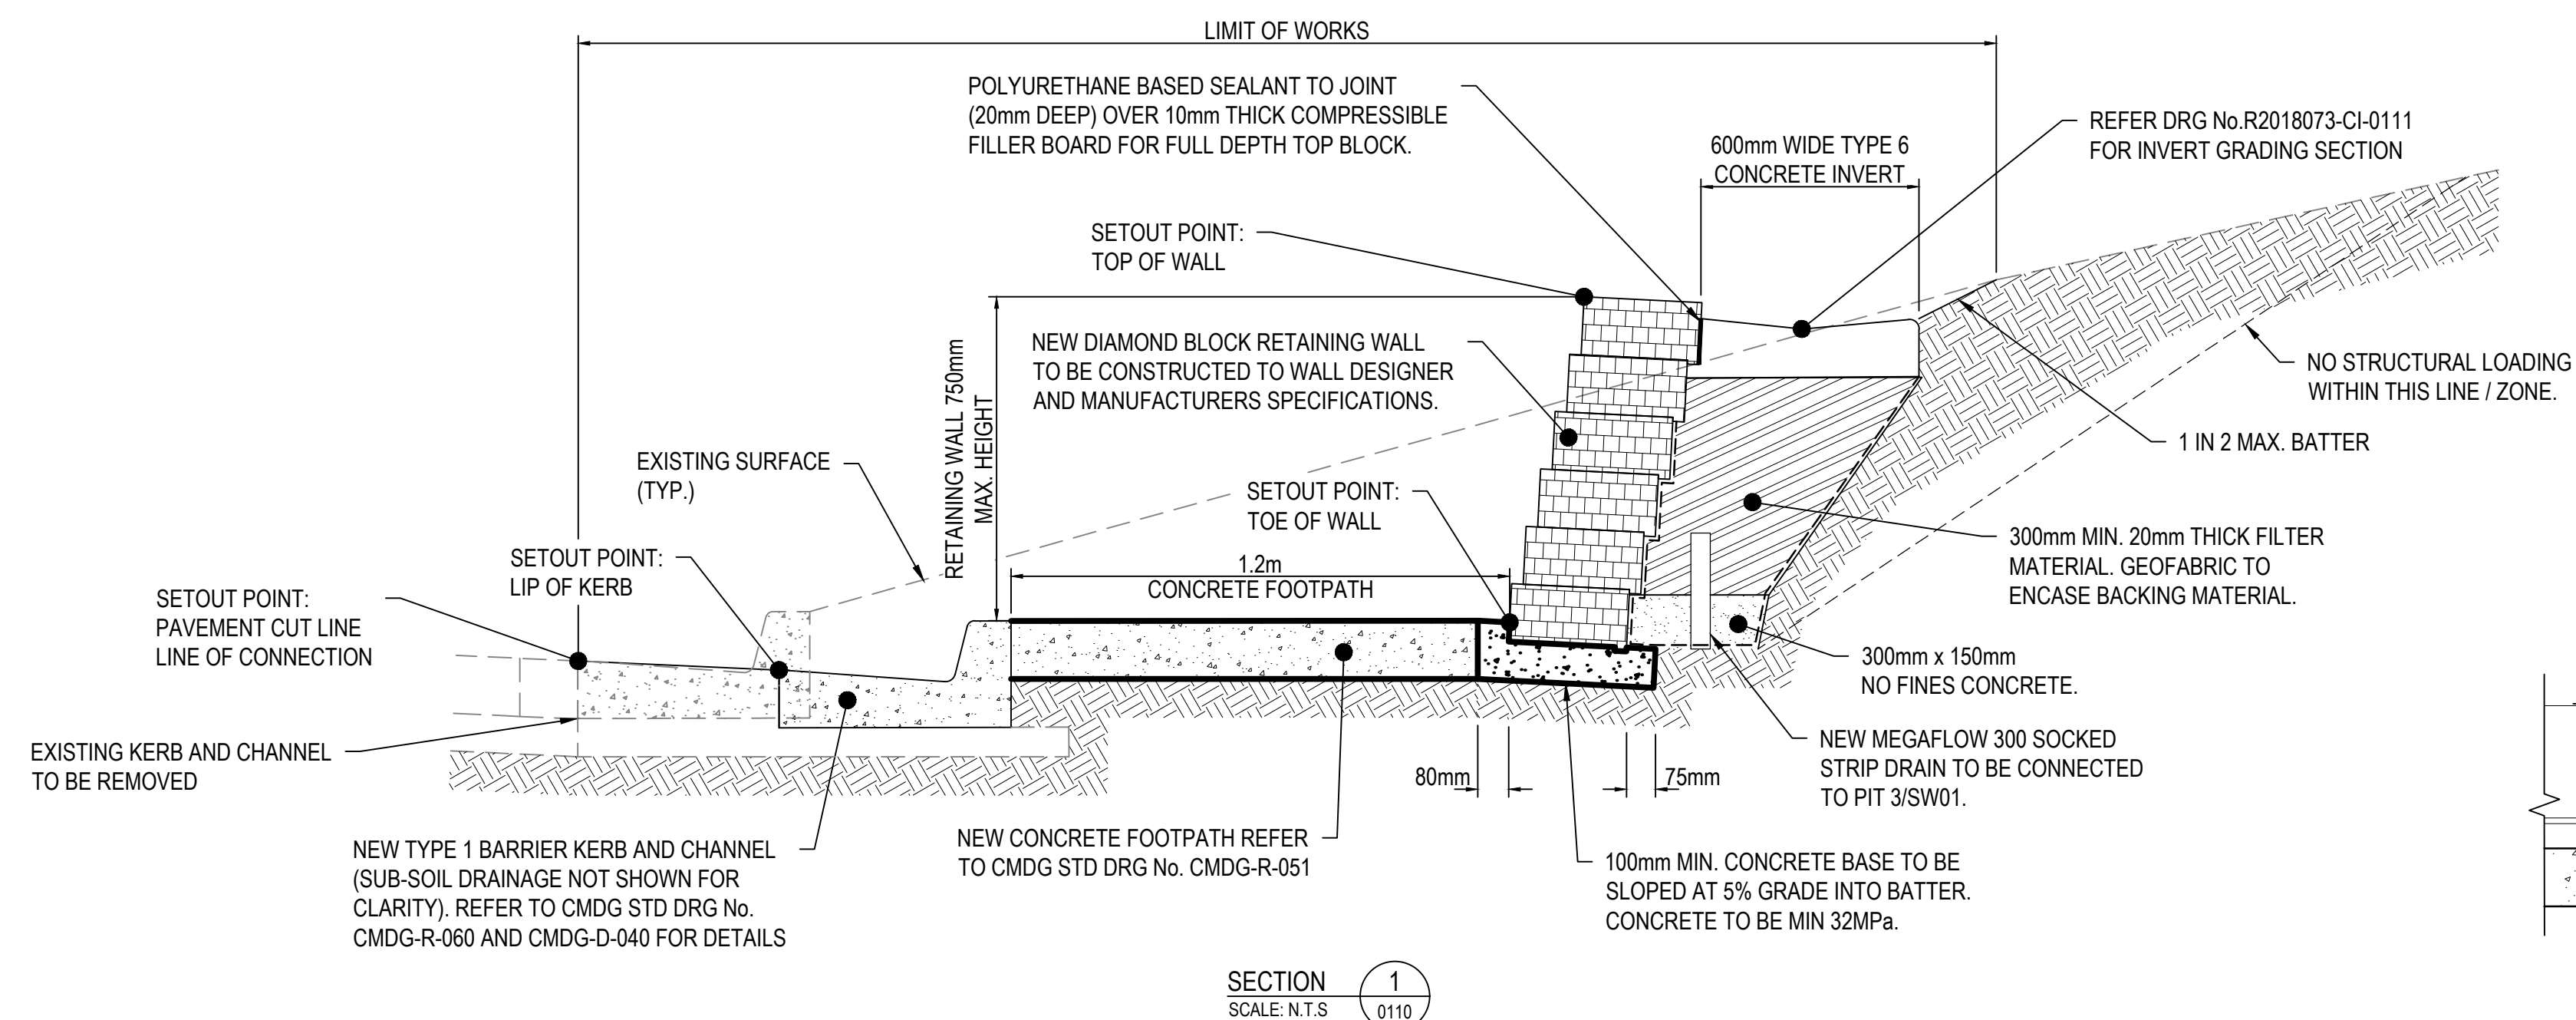 LIMIT OF WORKS
POLYURETHANE BASED SEALANT TO JOINT
(20mm DEEP) OVER 10mm THICK COMPRESSIBLE
FILLER BOARD FOR FULL DEPTH TOP BLOCK.
600mm WIDE TYPE 6
CONCRETE INVERT
REFER DRG No.R2018073-CI-0111
FOR INVERT GRADING SECTION
SETOUT POINT:
TOP OF WALL
NEW DIAMOND BLOCK RETAINING WALL
TO BE CONSTRUCTED TO WALL DESIGNER
AND MANUFACTURERS SPECIFICATIONS.
RETAINING WALL 750mm
MAX. HEIGHT
NO STRUCTURAL LOADING
WITHIN THIS LINE / ZONE.
1 IN 2 MAX. BATTER
EXISTING SURFACE
(TYP.)
SETOUT POINT:
TOE OF WALL
300mm MIN. 20mm THICK FILTER
MATERIAL. GEOFABRIC TO
ENCASE BACKING MATERIAL.
SETOUT POINT:
LIP OF KERB
1.2m
CONCRETE FOOTPATH
SETOUT POINT:
PAVEMENT CUT LINE
LINE OF CONNECTION
300mm x 150mm
NO FINES CONCRETE.
EXISTING KERB AND CHANNEL
TO BE REMOVED
80mm
75mm
NEW MEGAFLOW 300 SOCKED
STRIP DRAIN TO BE CONNECTED
TO PIT 3/SW01.
NEW TYPE 1 BARRIER KERB AND CHANNEL
(SUB-SOIL DRAINAGE NOT SHOWN FOR
CLARITY). REFER TO CMDG STD DRG No.
CMDG-R-060 AND CMDG-D-040 FOR DETAILS
NEW CONCRETE FOOTPATH REFER
TO CMDG STD DRG No. CMDG-R-051
100mm MIN. CONCRETE BASE TO BE
SLOPED AT 5% GRADE INTO BATTER.
CONCRETE TO BE MIN 32MPa.
SECTION 1
SCALE: N.T.S 0110